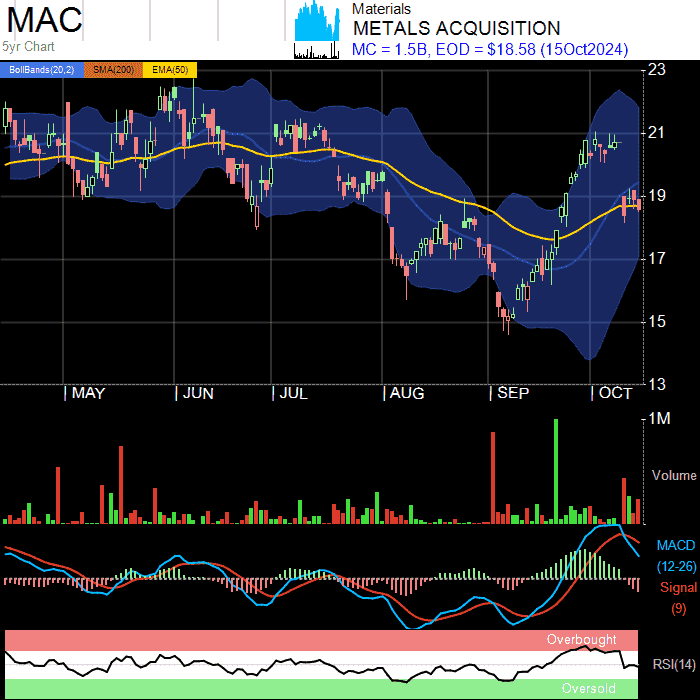 MAC
5yr Chart
Materials
METALS ACQUISITION
MC = 1.5B, EOD = $18.58 (15Oct2024)
BollBands(20,2) SMA(200) EMA(50)
23
21
19
17
15
13
MAY JUN JUL AUG SEP OCT
1M
Volume
MACD
(12-26)
Signal
(9)
Overbought
RSI(14)
Oversold